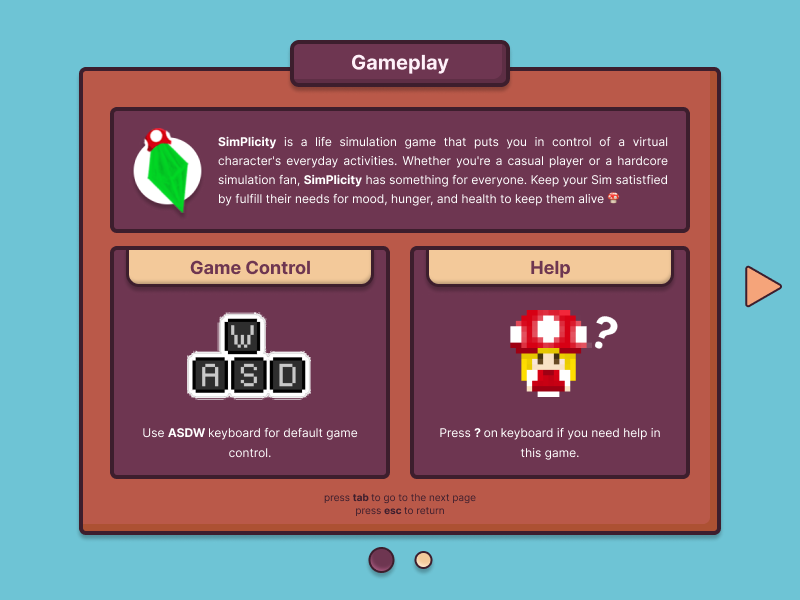 Gameplay
SimPlicity is a life simulation game that puts you in control of a virtual
character's everyday activities. Whether you're a casual player or a hardcore
simulation fan, SimPlicity has something for everyone. Keep your Sim satistfied
by fulfill their needs for mood, hunger, and health to keep them alive 🍄
Game Control
W
A S D
Use ASDW keyboard for default game
control.
Help
?
Press ? on keyboard if you need help in
this game.
press tab to go to the next page
press esc to return